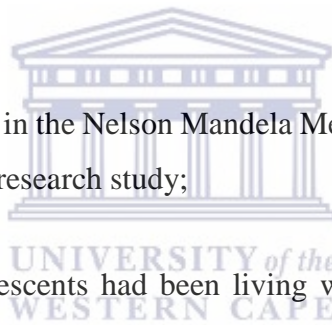 in the Nelson Mandela Me
research study;
UNIVERSITY of the
escents had been living w
WESTERN CAPE